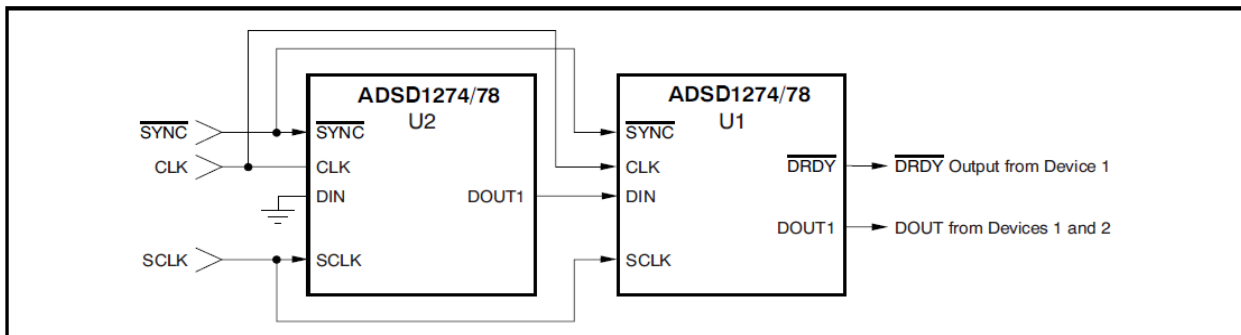 ADSD1274/78
U2
SYNC
CLK
DIN
DOUT1
SCLK
ADSD1274/78
U1
SYNC
CLK
DIN
SCLK
DRDY
DOUT1
SYNC
CLK
SCLK
DRDY Output from Device 1
DOUT from Devices 1 and 2